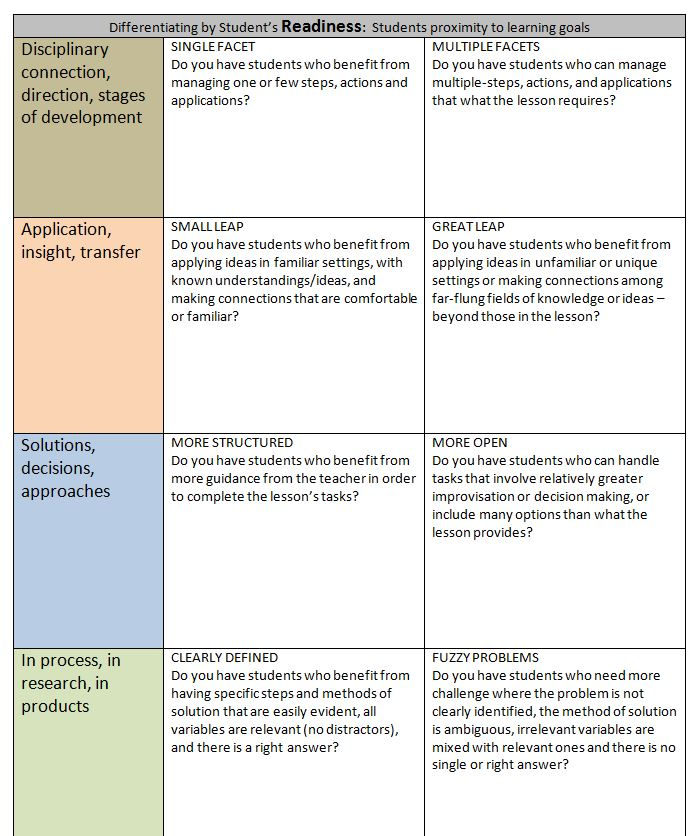 Differentiating by Student's Readiness: Students proximity to learning goals
Disciplinary
connection,
direction, stages
of development
SINGLE FACET
Do you have students who benefit from
managing one or few steps, actions and
applications?
MULTIPLE FACETS
Do you have students who can manage
multiple-steps, actions, and applications
that what the lesson requires?
Application,
insight, transfer
SMALL LEAP
Do you have students who benefit from
applying ideas in familiar settings, with
known understandings/ideas, and
making connections that are comfortable
or familiar?
GREAT LEAP
Do you have students who benefit from
applying ideas in unfamiliar or unique
settings or making connections among
far-flung fields of knowledge or ideas –
beyond those in the lesson?
Solutions,
decisions,
approaches
MORE STRUCTURED
Do you have students who benefit from
more guidance from the teacher in order
to complete the lesson's tasks?
MORE OPEN
Do you have students who can handle
tasks that involve relatively greater
improvisation or decision making, or
include many options than what the
lesson provides?
In process, in
research, in
products
CLEARLY DEFINED
Do you have students who benefit from
having specific steps and methods of
solution that are easily evident, all
variables are relevant (no distractors),
and there is a right answer?
FUZZY PROBLEMS
Do you have students who need more
challenge where the problem is not
clearly identified, the method of solution
is ambiguous, irrelevant variables are
mixed with relevant ones and there is no
single or right answer?